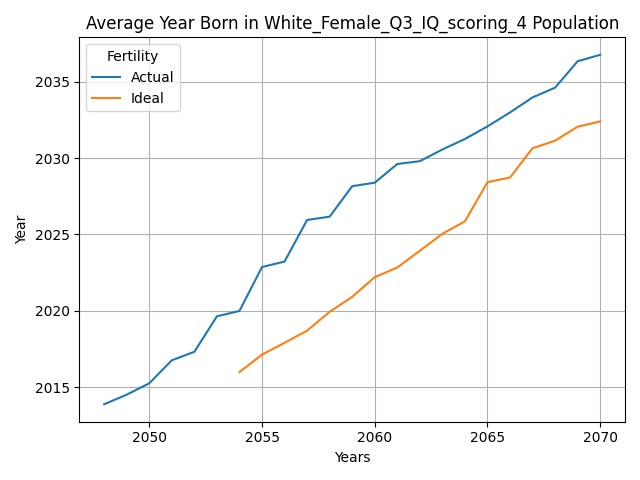 Average Year Born in White_Female_Q3_IQ_scoring_4 Population
Fertility
Actual
Ideal
2035
2030
2025
2020
2015
Year
2050 2055 2060 2065 2070
Years